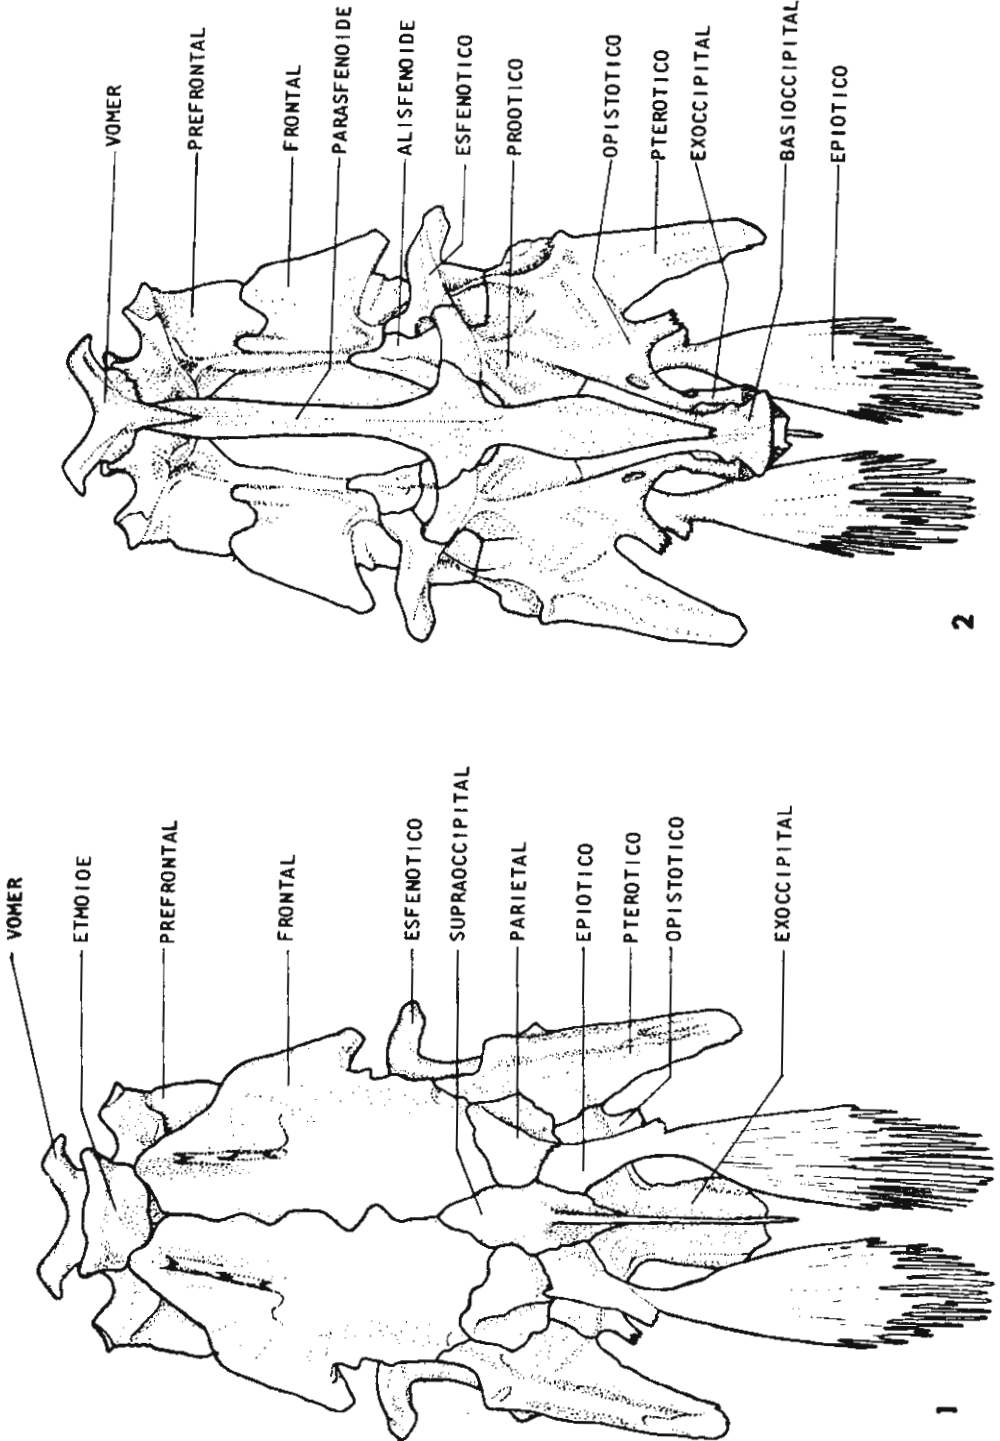 VOMER
ETMOIDE
PREFRONTAL
FRONTAL
ESFENOTICO
SUPRAOCCIPITAL
PARIETAL
EPIOTICO
PTEROTICO
OPISTOTICO
EXOCCIPITAL
1
VOMER
PREFRONTAL
FRONTAL
PARASFENOIDE
ALISFENOIDE
ESFENOTICO
PROOTICO
OPISTOTICO
PTEROTICO
EXOCCIPITAL
BASIOCCIPITAL
EPIOTICO
2